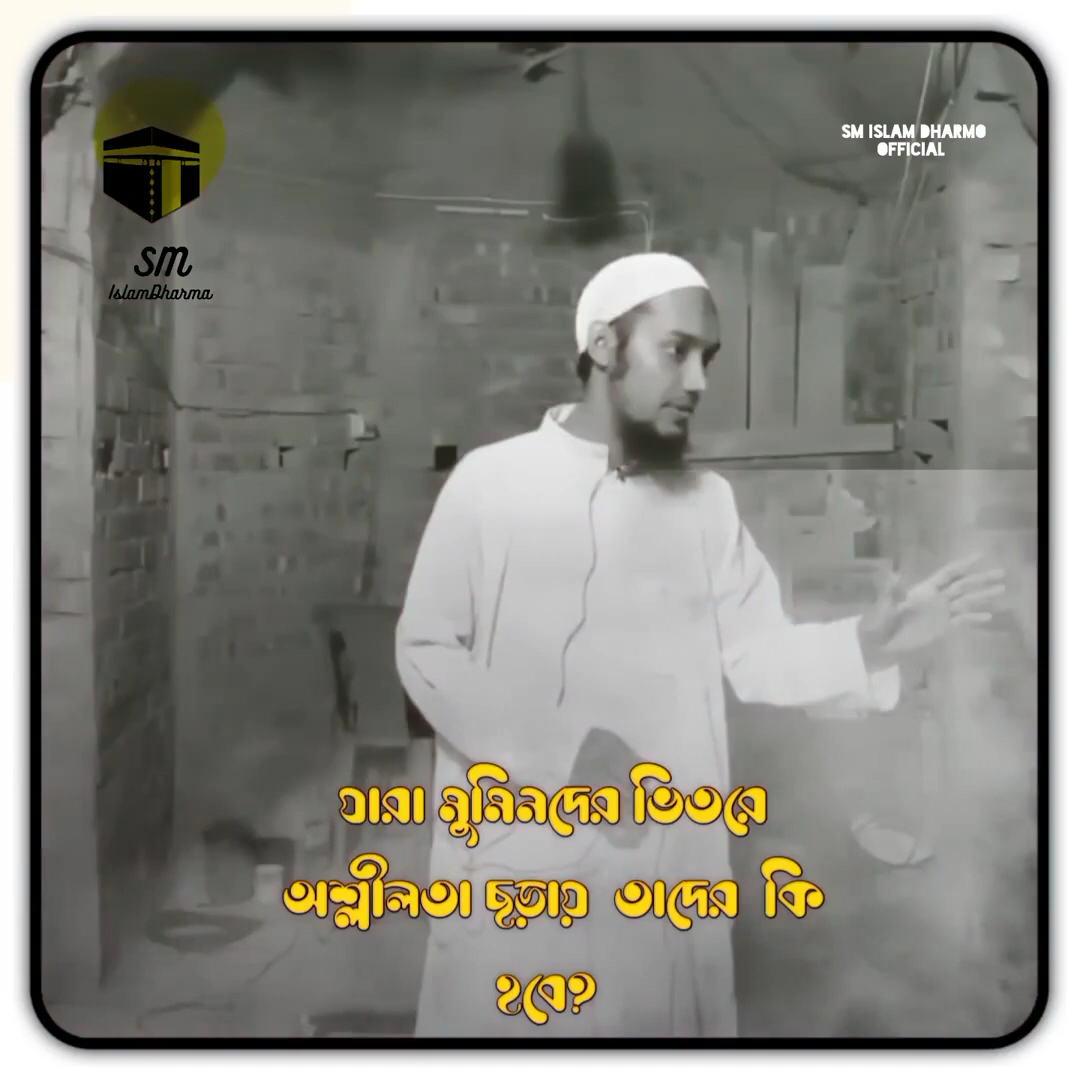 SM ISLAM DHARMO
OFFICIAL
SM
IslamDharma
যারা মুমিনদের ভিতরে
অশ্লীলতা ছড়ায় তাদের কি
হবে?